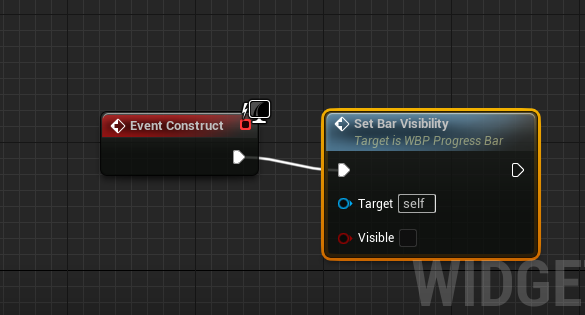 Event Construct
Set Bar Visibility
Target is WBP Progress Bar
Target self
Visible
WIDGE